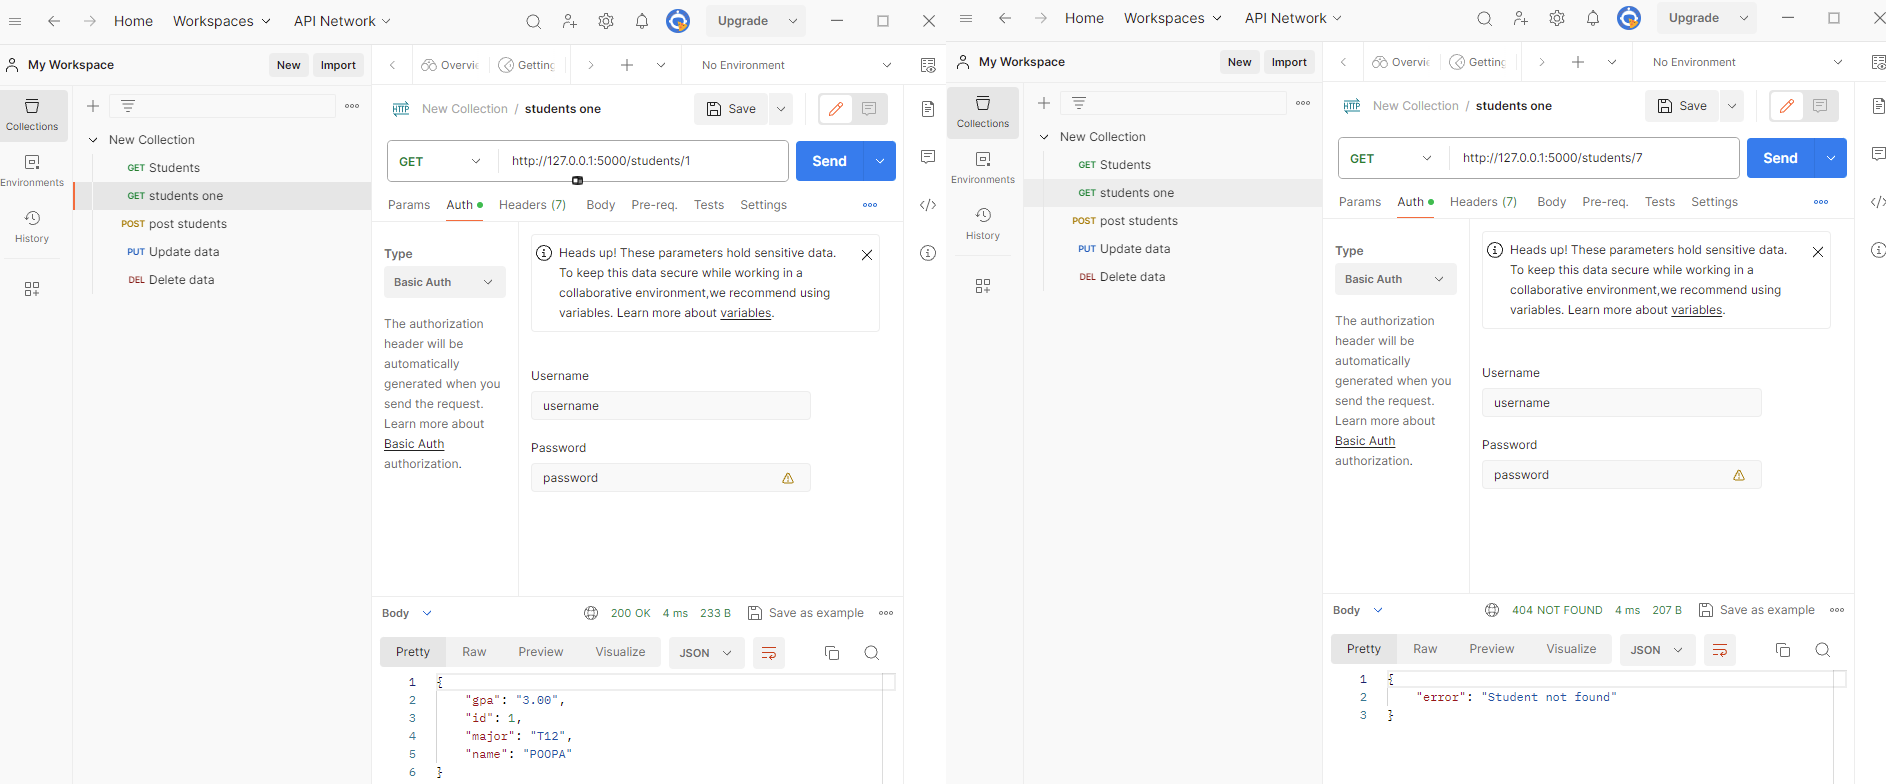 Home Workspaces API Network Upgrade
My Workspace New Import
Overvi Getting No Environment
New Collection / students one Save
Collections
Environments
History
New Collection
GET Students
GET students one
POST post students
PUT Update data
DEL Delete data
GET http://127.0.0.1:5000/students/1 Send
Params Auth Headers (7) Body Pre-req. Tests Settings
Type
Basic Auth
The authorization
header will be
automatically
generated when you
send the request.
Learn more about
Basic Auth
authorization.
Heads up! These parameters hold sensitive data.
To keep this data secure while working in a
collaborative environment,we recommend using
variables. Learn more about variables.
Username
username
Password
password
Body 200 OK 4 ms 233 B Save as example
Pretty Raw Preview Visualize JSON
1 {
2 "gpa": "3.00",
3 "id": 1,
4 "major": "T12",
5 "name": "POOPA"
6 }
Home Workspaces API Network Upgrade
My Workspace New Import
Overvi Getting No Environment
HTTP New Collection / students one Save
Collections
Environments
History
New Collection
GET Students
GET students one
POST post students
PUT Update data
DEL Delete data
GET http://127.0.0.1:5000/students/7 Send
Params Auth Headers (7) Body Pre-req. Tests Settings
Type
Basic Auth
The authorization
header will be
automatically
generated when you
send the request.
Learn more about
Basic Auth
authorization.
Heads up! These parameters hold sensitive data.
To keep this data secure while working in a
collaborative environment,we recommend using
variables. Learn more about variables.
Username
username
Password
password
Body 404 NOT FOUND 4 ms 207 B Save as example
Pretty Raw Preview Visualize JSON
1 {
2 "error": "Student not found"
3 }